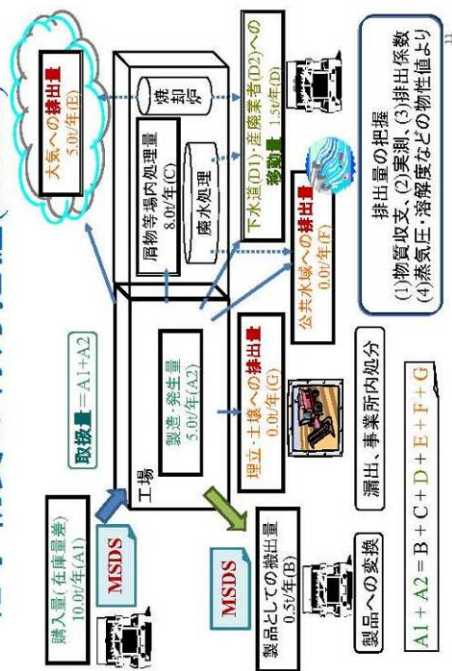 取扱量=A1+A2
購入量(在庫量差)
10.0t/年(A1)
MSDS
工場
製造・発生量
5.0t/年(A2)
屑物等場内処理量
8.0t/年(C)
焼却炉
廃水処理
大気への排出量
5.0t/年(E)
MSDS
製品としての搬出量
0.5t/年(B)
製品への変換
埋立・土壌への排出量
0.0t/年(G)
漏出、事業所内処分
公共水域への排出量
0.0t/年(F)
下水道(D1)・産廃業者(D2)への
移動量 1.5t/年(D)
A1+A2=B+C+D+E+F+G
排出量の把握
(1)物質収支、(2)実測、(3)排出係数
(4)蒸気圧・溶解度などの物性値より
11